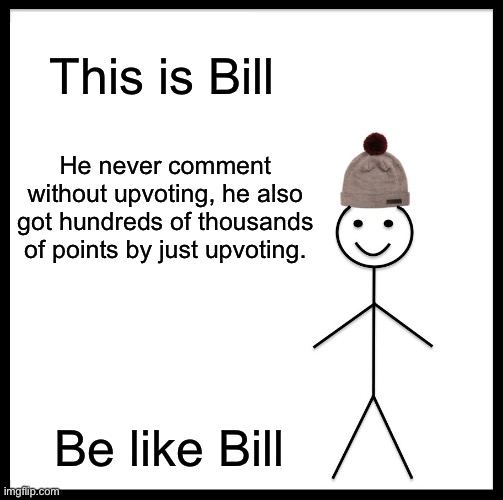 This is Bill
He never comment
without upvoting, he also
got hundreds of thousands
of points by just upvoting.
Be like Bill
imgflip.com